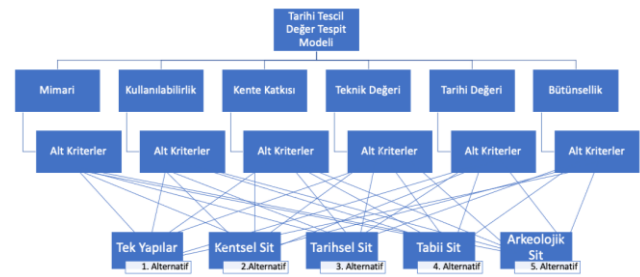 Tarihi Tescil
Değer Tespit
Modeli
Mimari
Kullanılabilirlik
Kente Katkısı
Teknik Değeri
Tarihi Değeri
Bütünsellik
Alt Kriterler
Alt Kriterler
Alt Kriterler
Alt Kriterler
Alt Kriterler
Alt Kriterler
Tek Yapılar
1. Alternatif
Kentsel Sit
2.Alternatif
Tarihsel Sit
3. Alternatif
Tabii Sit
4. Alternatif
Arkeolojik
Sit
5. Alternatif